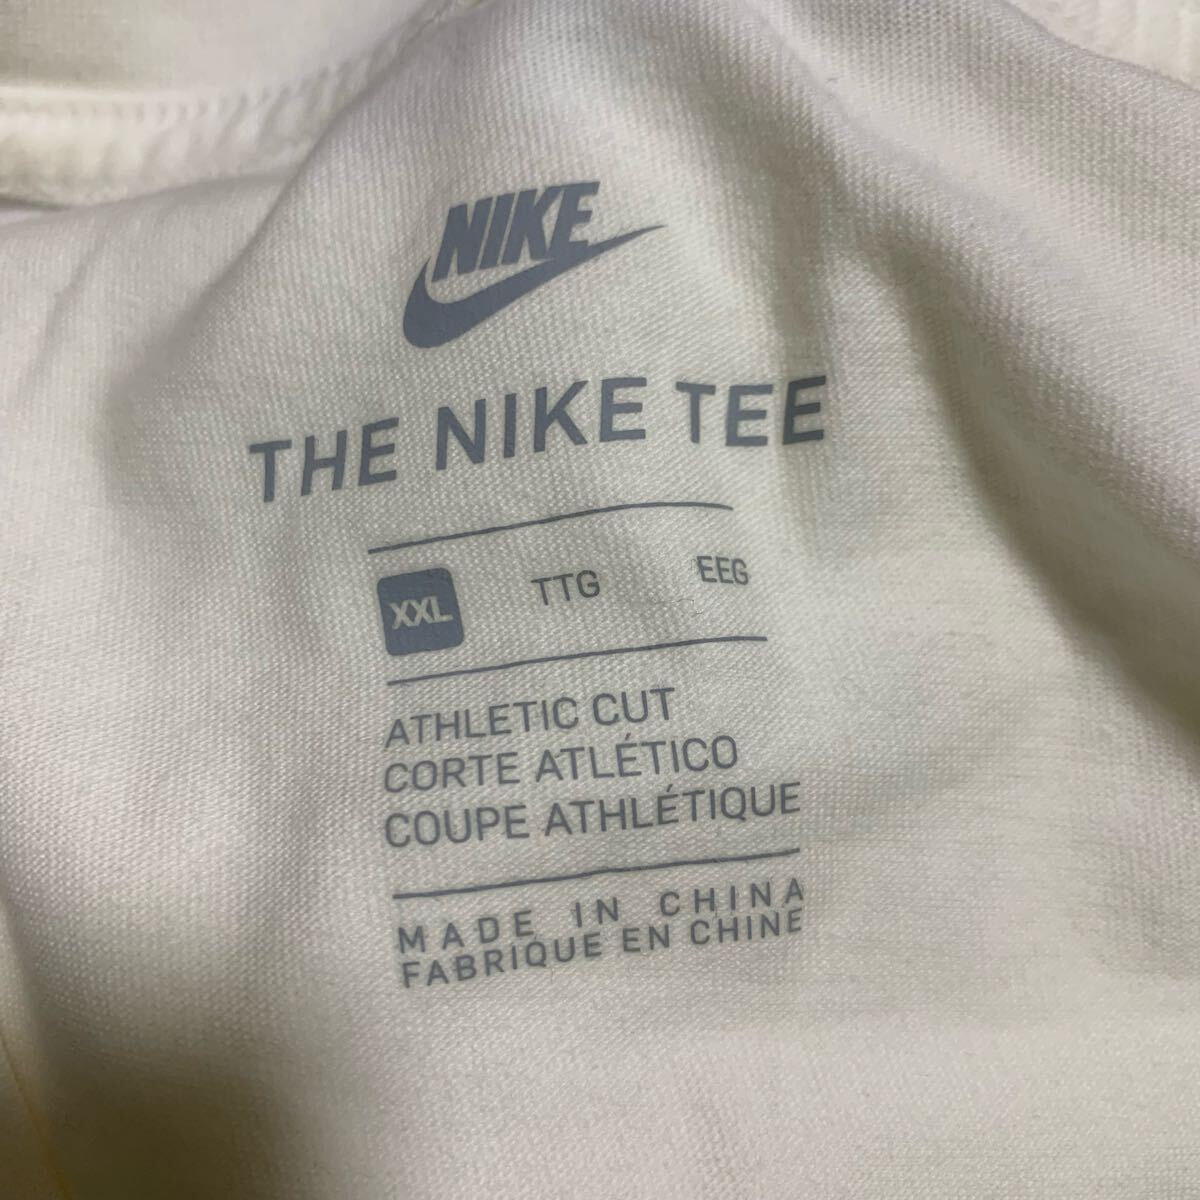 NIKE
THE NIKE TEE
XXL TTG EEG
ATHLETIC CUT
CORTE ATLÉTICO
COUPE ATHLÉTIQUE
MADE IN CHINA
FABRIQUE EN CHINE